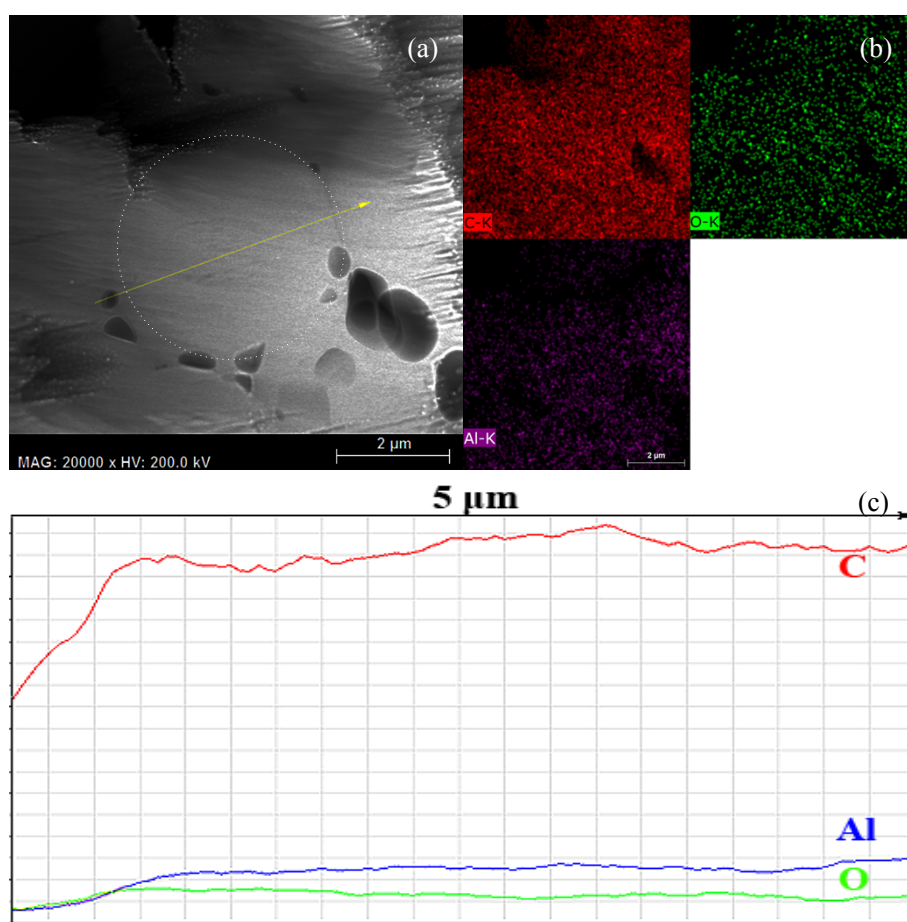 (a)
(b)
C-K
O-K
Al-K
2 µm
2 µm
MAG: 20000 x HV: 200.0 kV
5 µm
(c)
C
Al
O